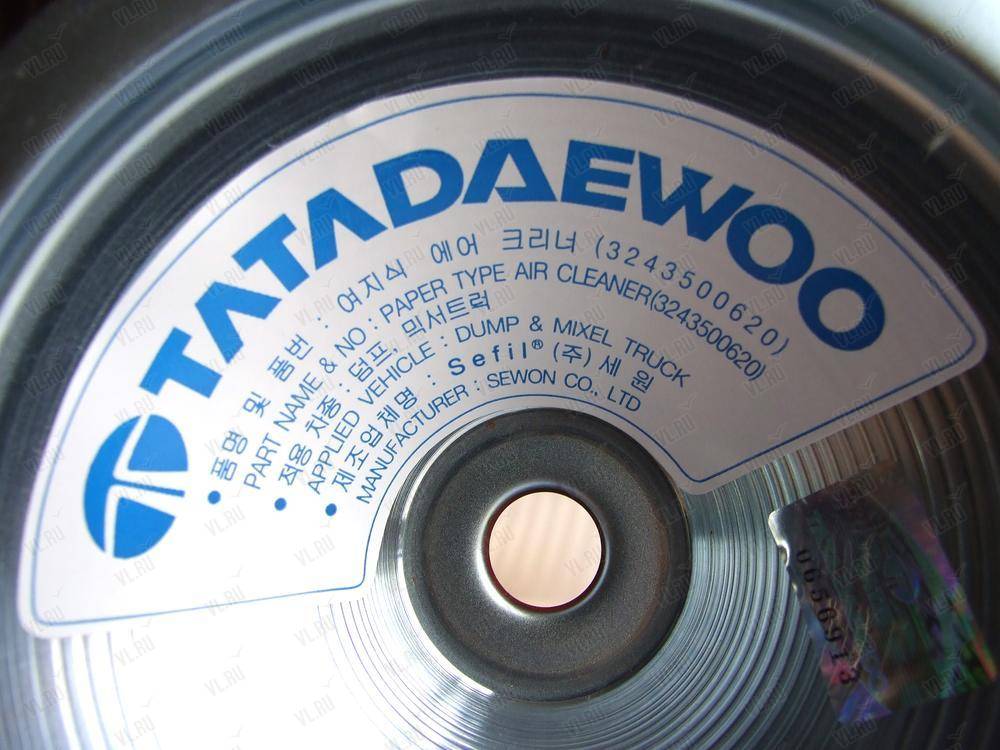 TATADAEWOO
• 품명 및 품번 : 여지식 에어 크리너 (3243500620)
PART NAME & NO : PAPER TYPE AIR CLEANER(3243500620)
• 적용 차종 : 덤프, 믹서트럭
APPLIED VEHICLE : DUMP & MIXEL TRUCK
• 제조업체명 : Sefil® (주) 세원
MANUFACTURER : SEWON CO., LTD
VL.RU